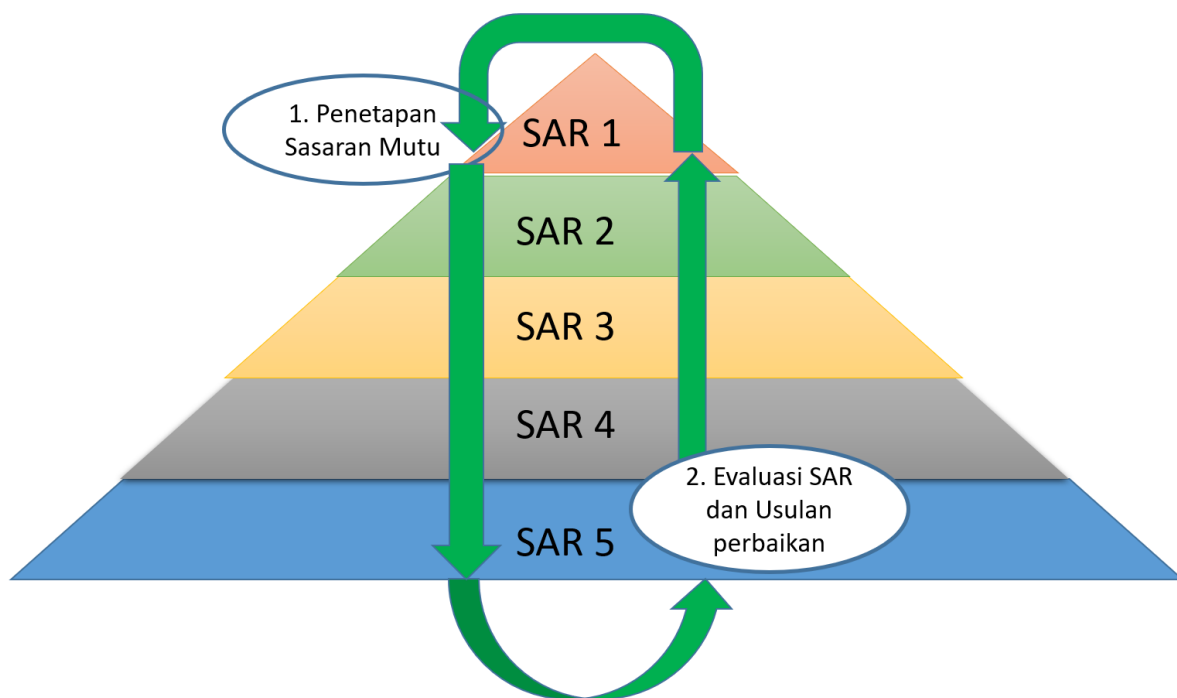 1. Penetapan
Sasaran Mutu
SAR 1
SAR 2
SAR 3
SAR 4
2. Evaluasi SAR
dan Usulan
perbaikan
SAR 5